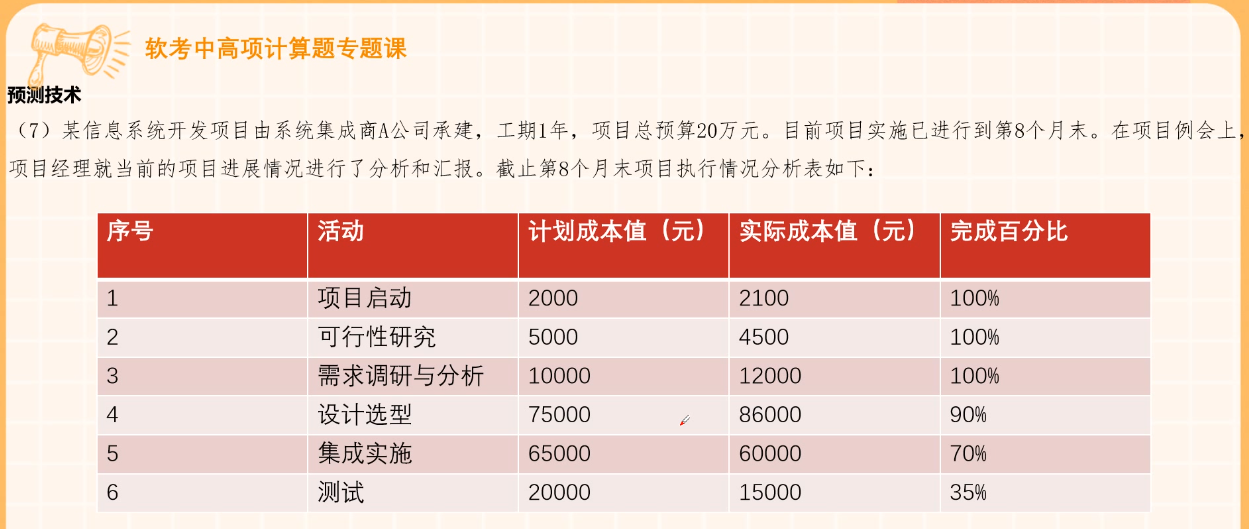 软考中高项计算题专题课
预测技术
（7）某信息系统开发项目由系统集成商A公司承建，工期1年，项目总预算20万元。目前项目实施已进行到第8个月末。在项目例会上，
项目经理就当前的项目进展情况进行了分析和汇报。截止第8个月末项目执行情况分析表如下：
序号 活动 计划成本值（元） 实际成本值（元） 完成百分比
1 项目启动 2000 2100 100%
2 可行性研究 5000 4500 100%
3 需求调研与分析 10000 12000 100%
4 设计选型 75000 86000 90%
5 集成实施 65000 60000 70%
6 测试 20000 15000 35%